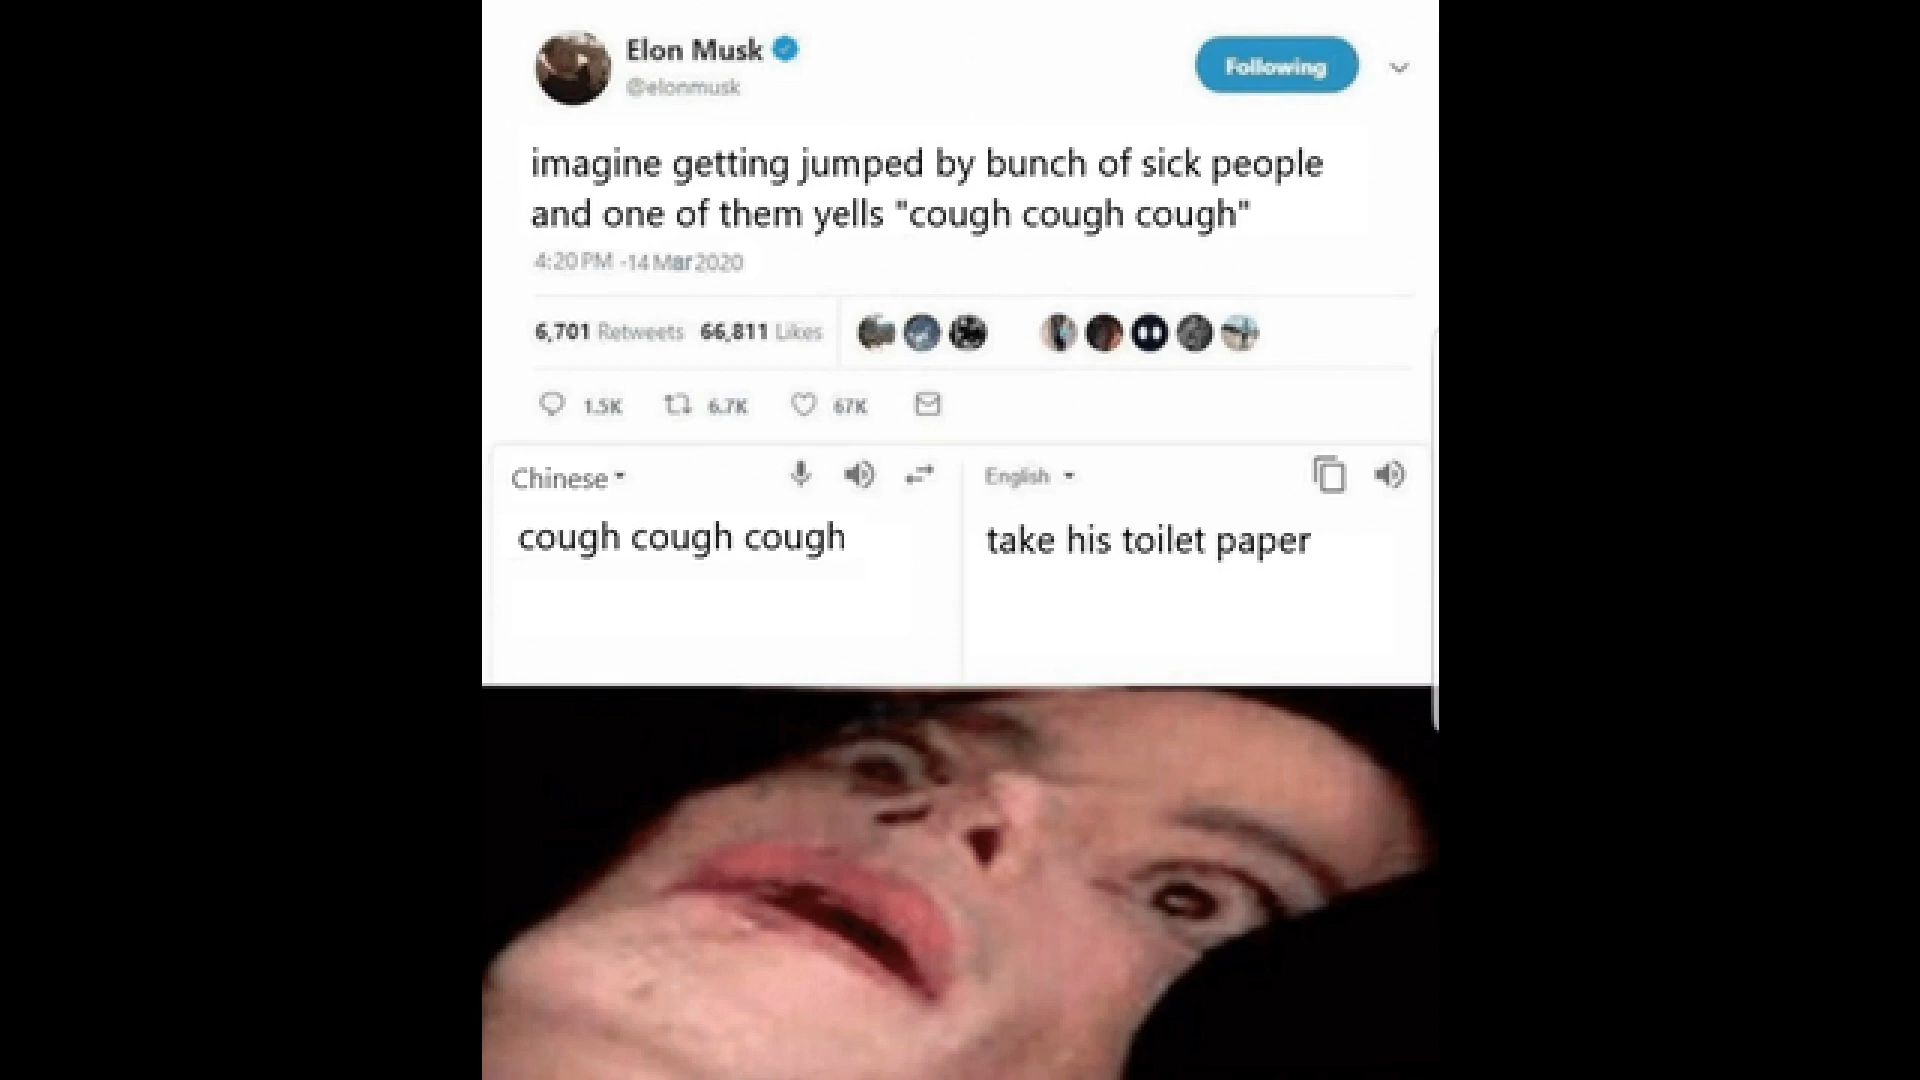 Elon Musk
@elonmusk
Following
imagine getting jumped by bunch of sick people
and one of them yells "cough cough cough"
4:20 PM - 14 Mar 2020
6,701 Retweets 66,811 Likes
1.5K 6.7K 67K
Chinese English
cough cough cough
take his toilet paper